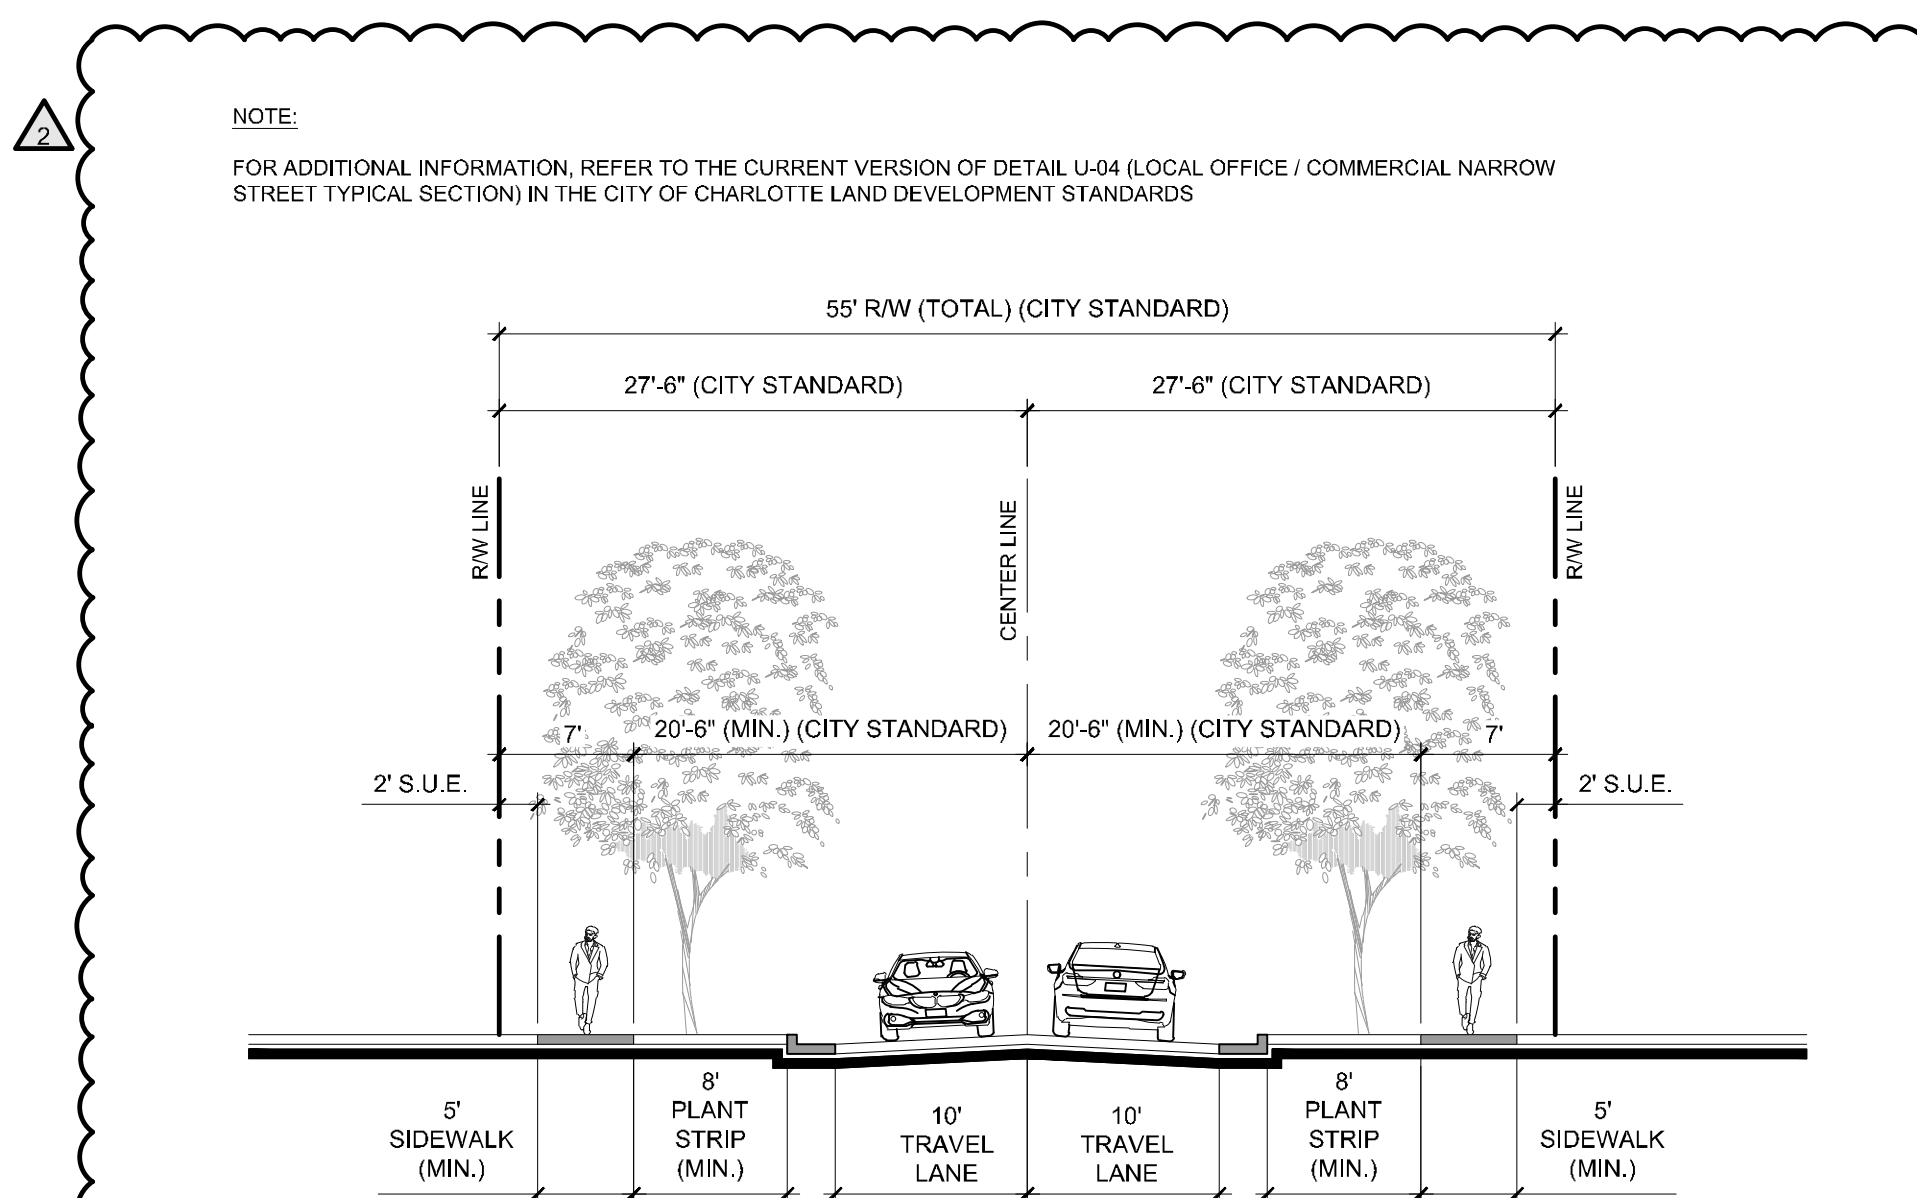 2
NOTE:
FOR ADDITIONAL INFORMATION, REFER TO THE CURRENT VERSION OF DETAIL U-04 (LOCAL OFFICE / COMMERCIAL NARROW
STREET TYPICAL SECTION) IN THE CITY OF CHARLOTTE LAND DEVELOPMENT STANDARDS
55' R/W (TOTAL) (CITY STANDARD)
27'-6" (CITY STANDARD)
27'-6" (CITY STANDARD)
R/W LINE
CENTER LINE
R/W LINE
7'
20'-6" (MIN.) (CITY STANDARD)
20'-6" (MIN.) (CITY STANDARD)
7'
2' S.U.E.
2' S.U.E.
5'
SIDEWALK
(MIN.)
8'
PLANT
STRIP
(MIN.)
10'
TRAVEL
LANE
10'
TRAVEL
LANE
8'
PLANT
STRIP
(MIN.)
5'
SIDEWALK
(MIN.)